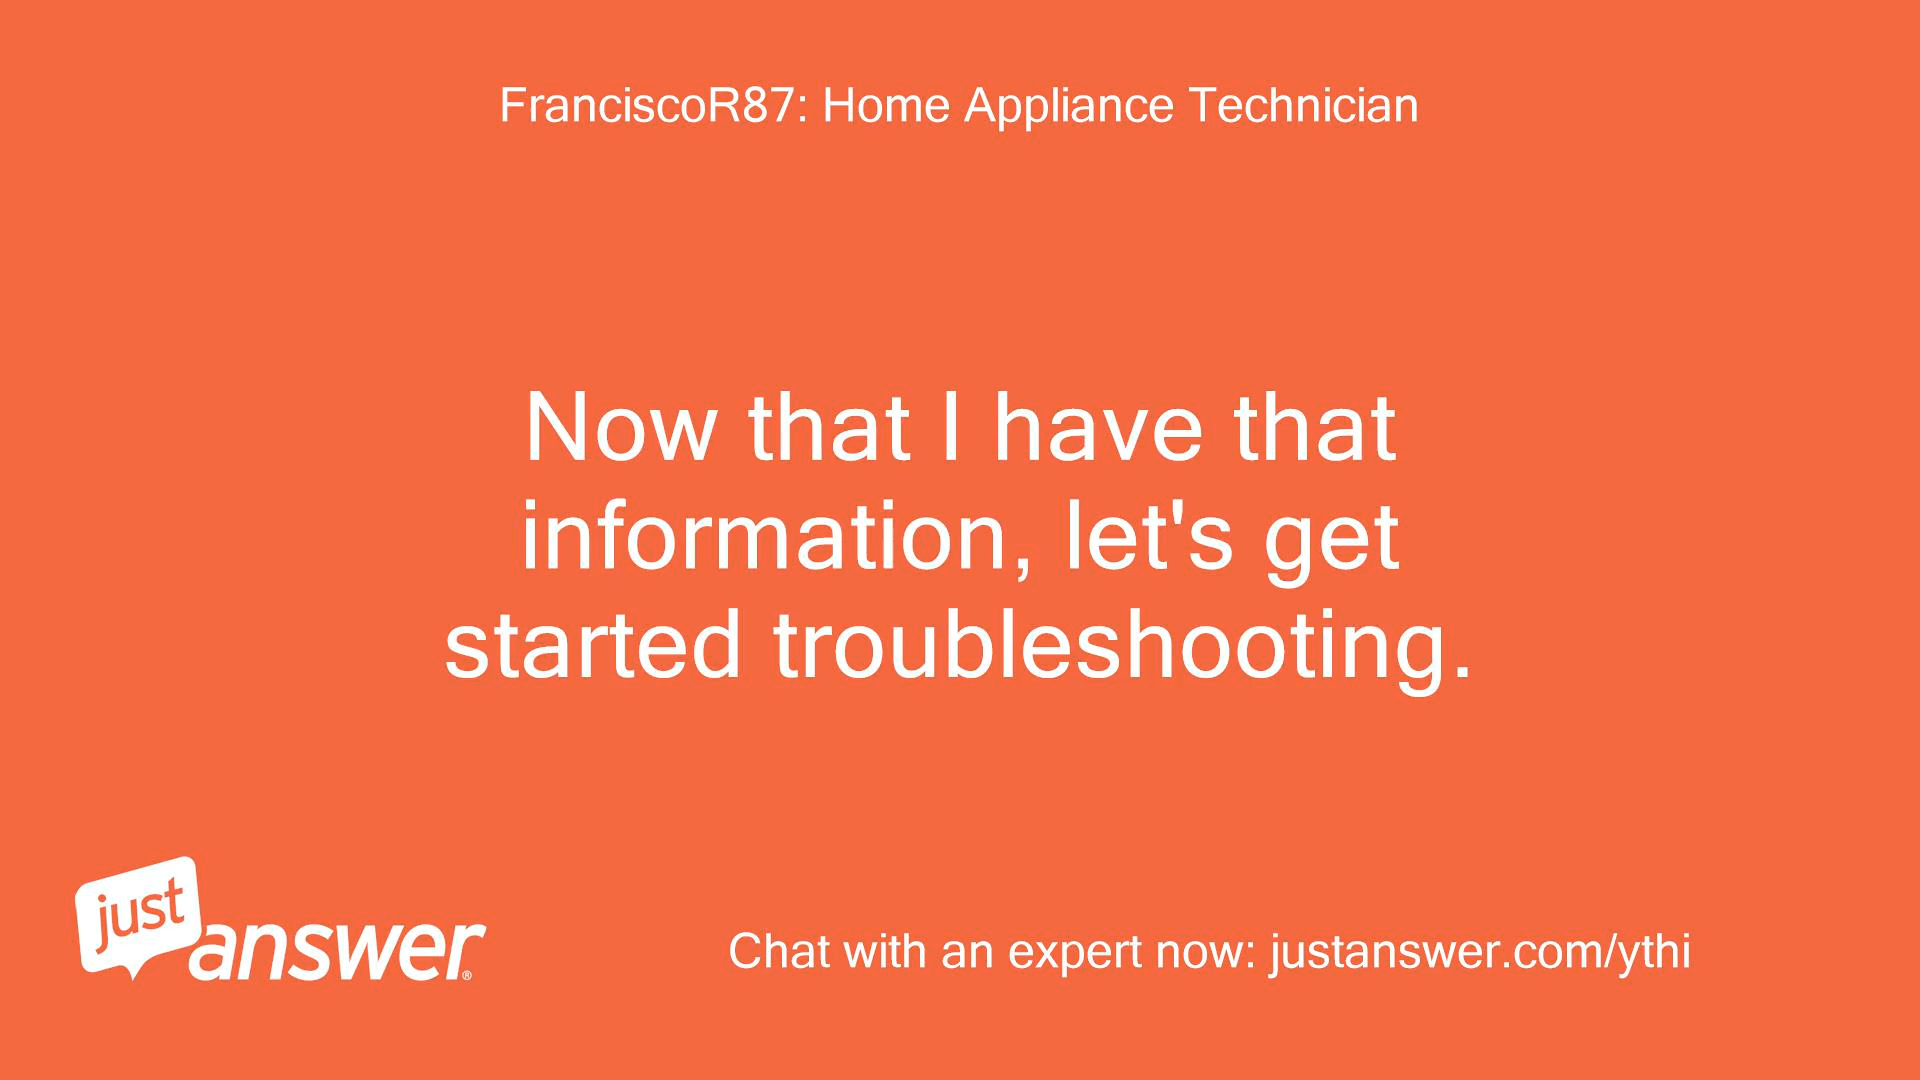 FranciscoR87: Home Appliance Technician
Now that I have that
information, let's get
started troubleshooting.
just
answer®
Chat with an expert now: justanswer.com/ythi